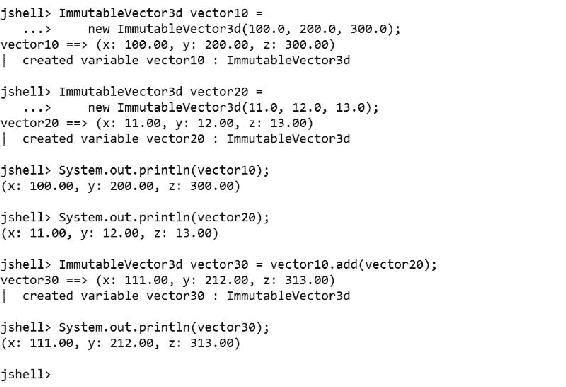 jshell> ImmutableVector3d vector10 =
...> new ImmutableVector3d(100.0, 200.0, 300.0);
vector10 ==> (x: 100.00, y: 200.00, z: 300.00)
| created variable vector10 : ImmutableVector3d
jshell> ImmutableVector3d vector20 =
...> new ImmutableVector3d(11.0, 12.0, 13.0);
vector20 ==> (x: 11.00, y: 12.00, z: 13.00)
| created variable vector20 : ImmutableVector3d
jshell> System.out.println(vector10);
(x: 100.00, y: 200.00, z: 300.00)
jshell> System.out.println(vector20);
(x: 11.00, y: 12.00, z: 13.00)
jshell> ImmutableVector3d vector30 = vector10.add(vector20);
vector30 ==> (x: 111.00, y: 212.00, z: 313.00)
| created variable vector30 : ImmutableVector3d
jshell> System.out.println(vector30);
(x: 111.00, y: 212.00, z: 313.00)
jshell>